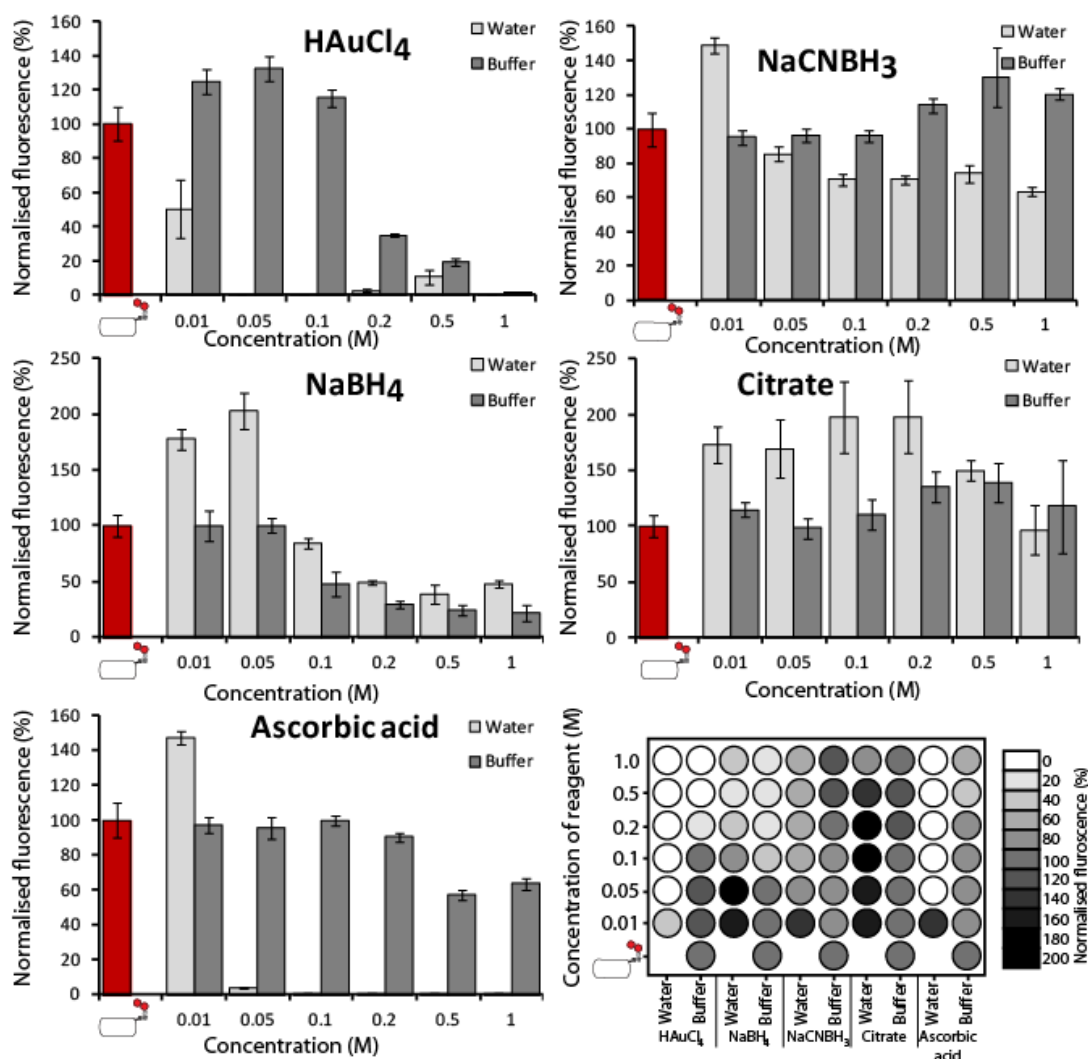 HAuCl4
Water
Buffer
Normalised fluorescence (%)
160
140
120
100
80
60
40
20
0
0.01 0.05 0.1 0.2 0.5 1
Concentration (M)
NaCNBH3
Water
Buffer
Normalised fluorescence (%)
160
140
120
100
80
60
40
20
0
0.01 0.05 0.1 0.2 0.5 1
Concentration (M)
NaBH4
Water
Buffer
Normalised fluorescence (%)
250
200
150
100
50
0
0.01 0.05 0.1 0.2 0.5 1
Concentration (M)
Citrate
Water
Buffer
Normalised fluorescence (%)
250
200
150
100
50
0
0.01 0.05 0.1 0.2 0.5 1
Concentration (M)
Ascorbic acid
Water
Buffer
Normalised fluorescence (%)
160
140
120
100
80
60
40
20
0
0.01 0.05 0.1 0.2 0.5 1
Concentration (M)
Concentration of reagent (M)
1.0
0.5
0.2
0.1
0.05
0.01
Water Buffer Water Buffer Water Buffer Water Buffer Water Buffer
HAuCl4 NaBH4 NaCNBH3 Citrate Ascorbic
acid
0
20
40
60
80
100
120
140
160
180
200
Normalised fluroscence (%)